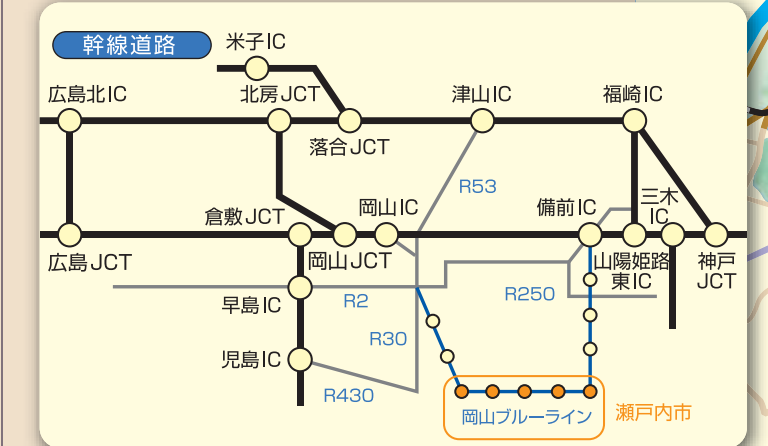 幹線道路
米子IC
広島北IC
北房JCT
津山IC
福崎IC
落合JCT
R53
倉敷JCT
岡山IC
備前IC
三木
IC
広島JCT
岡山JCT
山陽姫路
東IC
神戸
JCT
早島IC
R2
R250
R30
児島IC
R430
岡山ブルーライン
瀬戸内市